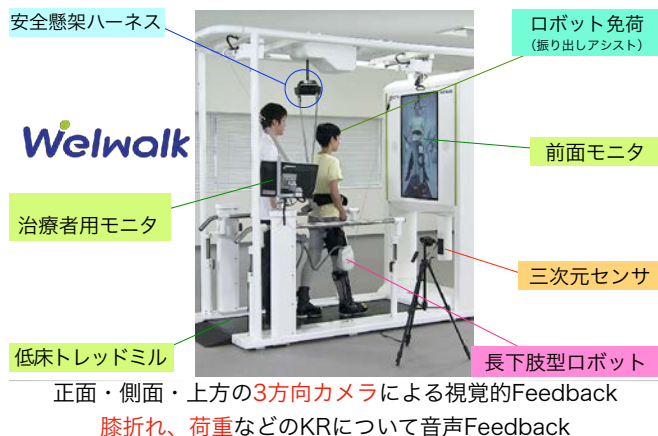 安全懸架ハーネス
ロボット免荷
（振り出しアシスト）
Welwalk
前面モニタ
治療者用モニタ
三次元センサ
低床トレッドミル
長下肢型ロボット
正面・側面・上方の3方向カメラによる視覚的Feedback
膝折れ、荷重などのKRについて音声Feedback